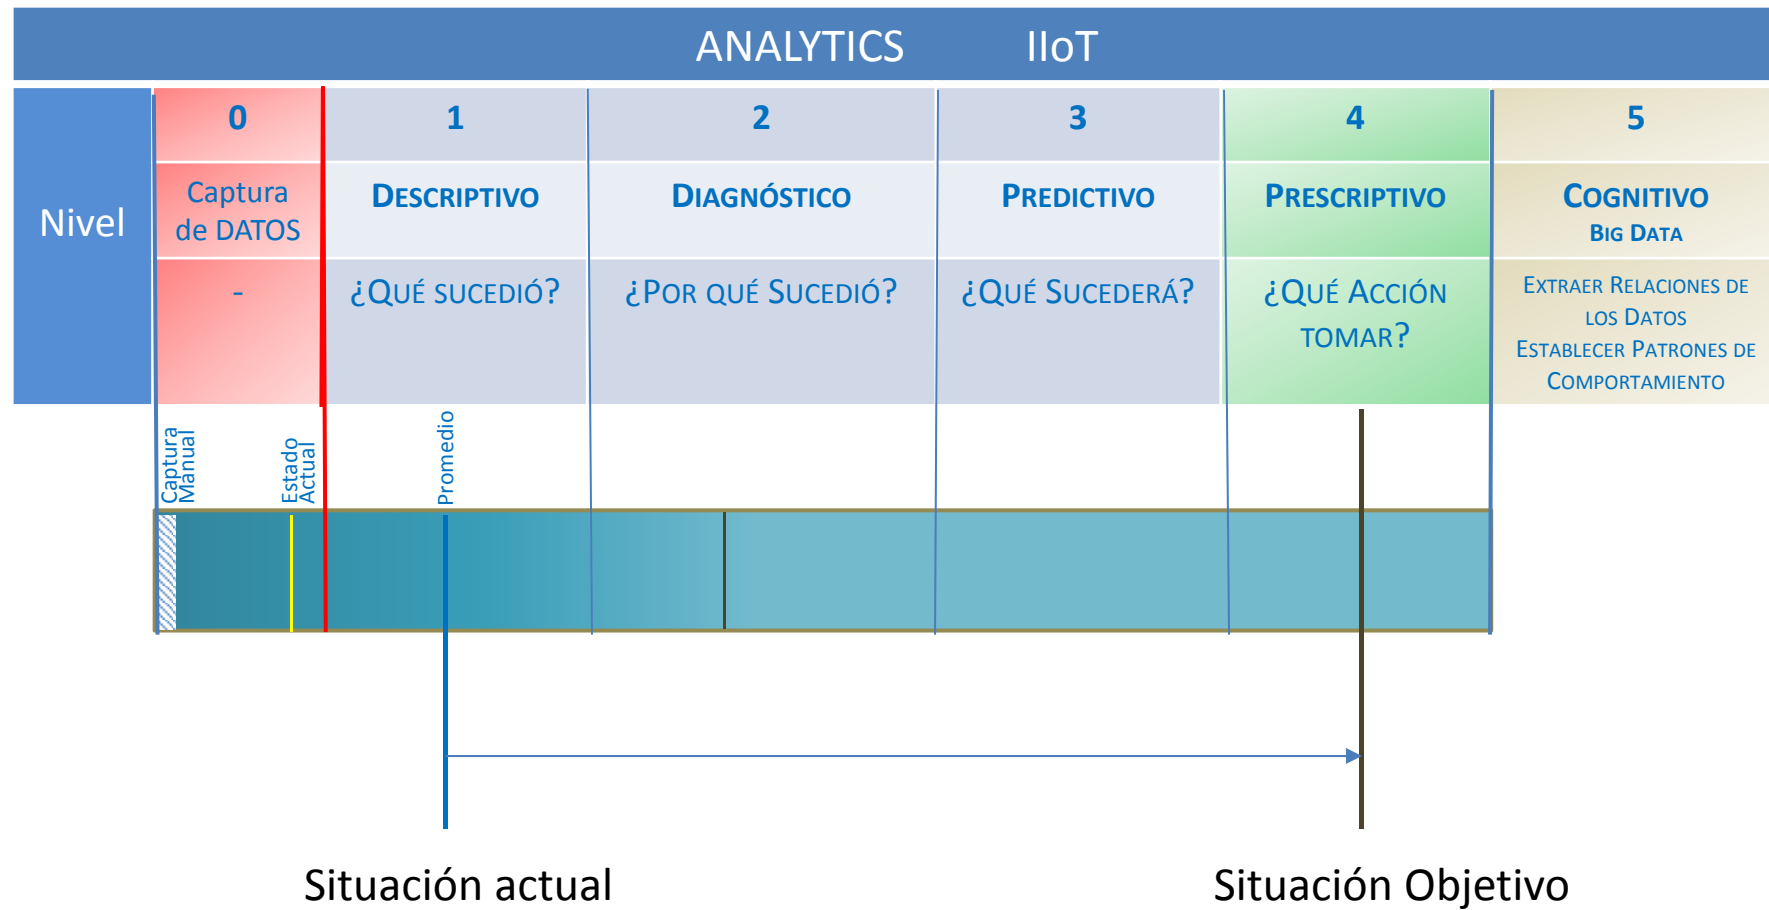 ANALYTICS IIoT
Nivel
0 1 2 3 4 5
Captura
de DATOS
DESCRIPTIVO
DIAGNÓSTICO
PREDICTIVO
PRESCRIPTIVO
COGNITIVO
BIG DATA
-
¿QUÉ SUCEDIÓ?
¿POR QUÉ SUCEDIÓ?
¿QUÉ SUCEDERÁ?
¿QUÉ ACCIÓN
TOMAR?
EXTRAER RELACIONES DE
LOS DATOS
ESTABLECER PATRONES DE
COMPORTAMIENTO
Captura
Manual
Estado
Actual
Promedio
Situación actual
Situación Objetivo